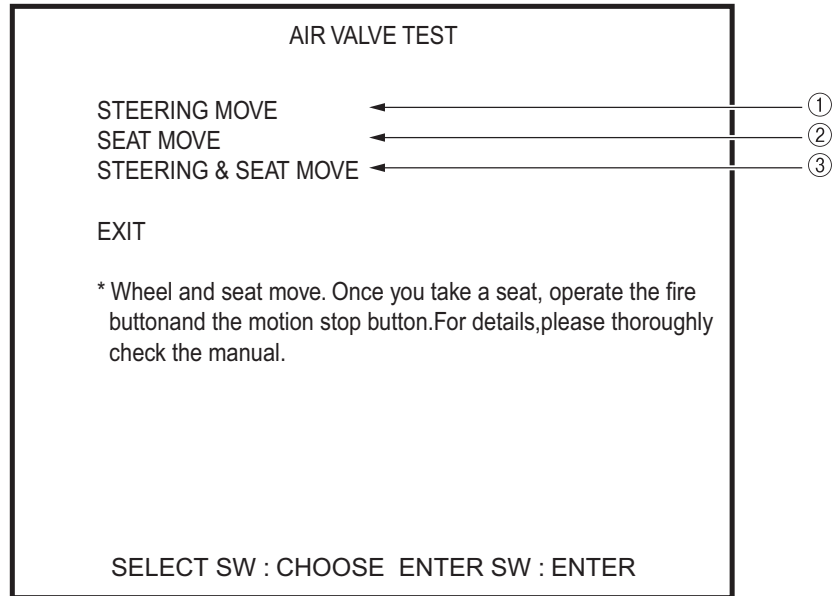 AIR VALVE TEST
STEERING MOVE
①
SEAT MOVE
②
STEERING & SEAT MOVE
③
EXIT
* Wheel and seat move. Once you take a seat, operate the fire
buttonand the motion stop button.For details,please thoroughly
check the manual.
SELECT SW : CHOOSE ENTER SW : ENTER